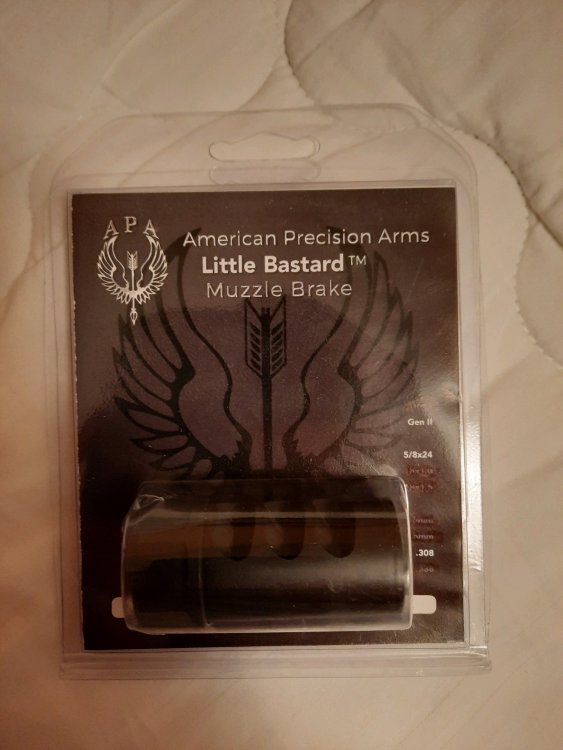 APA
American Precision Arms
Little Bastard™
Muzzle Brake
Gen II
5/8x24
.308